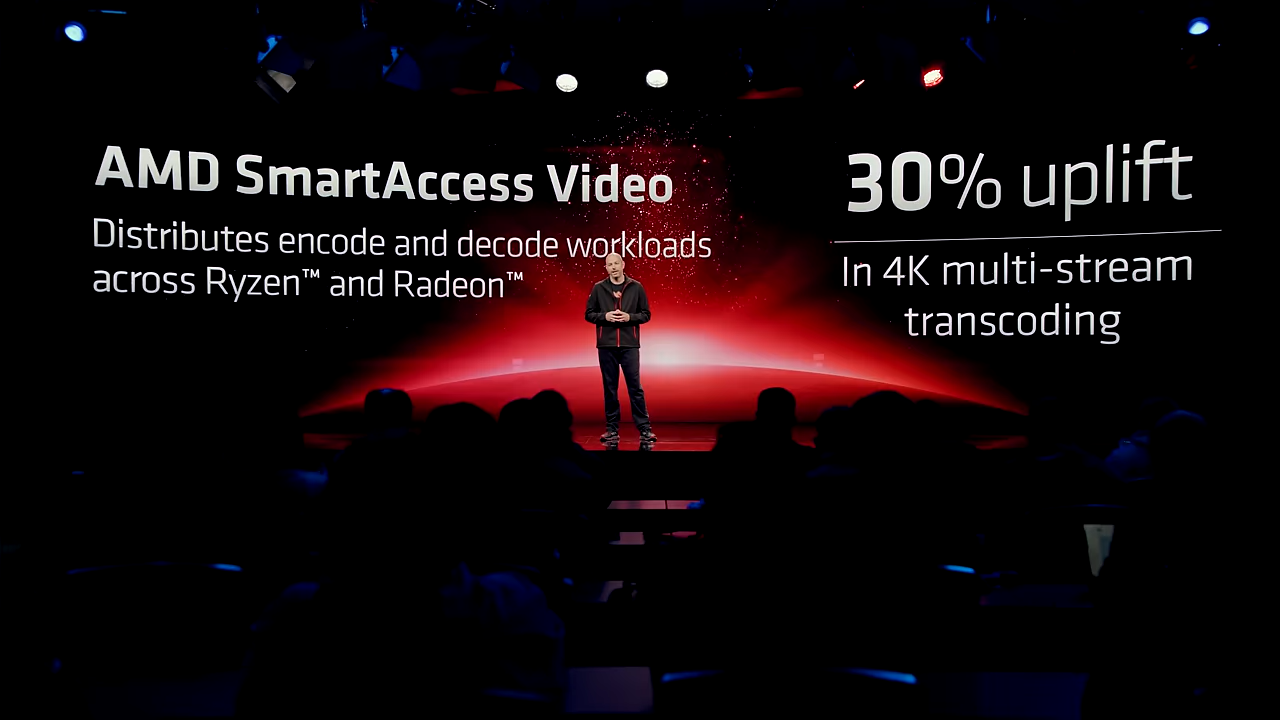 AMD SmartAccess Video
Distributes encode and decode workloads
across Ryzen™ and Radeon™
30% uplift
In 4K multi-stream
transcoding